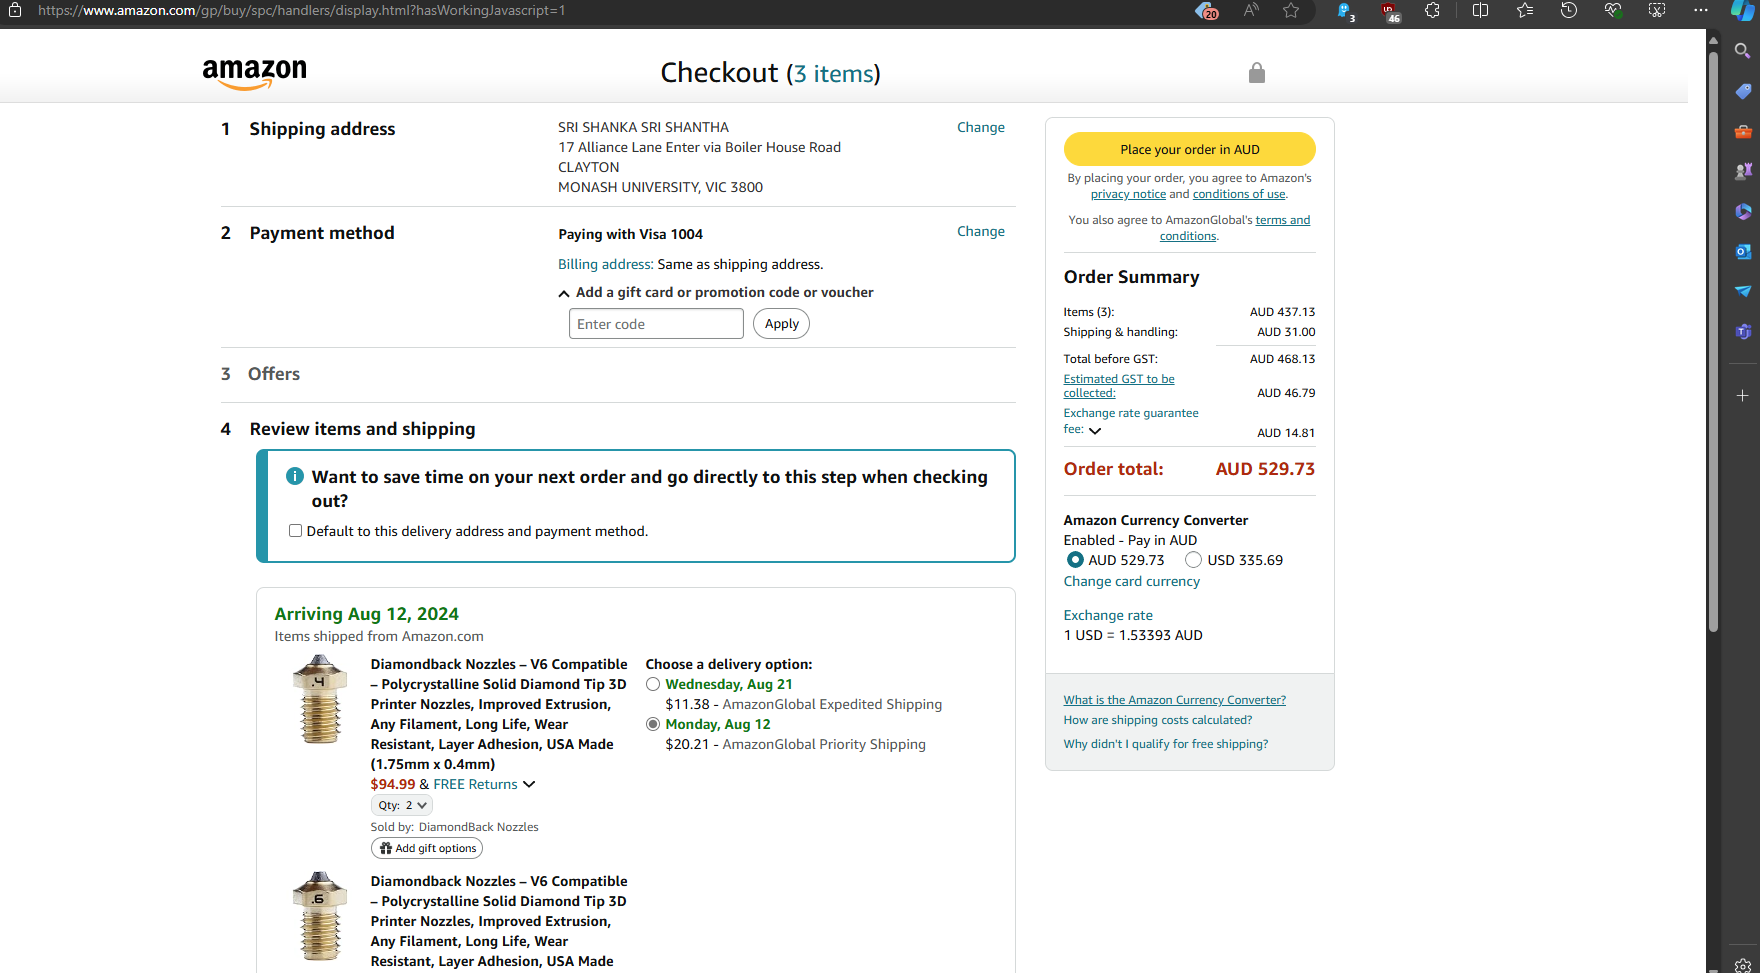 https://www.amazon.com/gp/buy/spc/handlers/display.html?hasWorkingJavascript=1
20
3
46
amazon
Checkout (3 items)
1 Shipping address
SRI SHANKA SRI SHANTHA
17 Alliance Lane Enter via Boiler House Road
CLAYTON
MONASH UNIVERSITY, VIC 3800
Change
2 Payment method
Paying with Visa 1004
Change
Billing address: Same as shipping address.
Add a gift card or promotion code or voucher
Enter code
Apply
3 Offers
4 Review items and shipping
Want to save time on your next order and go directly to this step when checking
out?
Default to this delivery address and payment method.
Arriving Aug 12, 2024
Items shipped from Amazon.com
.4
Diamondback Nozzles – V6 Compatible
– Polycrystalline Solid Diamond Tip 3D
Printer Nozzles, Improved Extrusion,
Any Filament, Long Life, Wear
Resistant, Layer Adhesion, USA Made
(1.75mm x 0.4mm)
$94.99 & FREE Returns
Qty: 2
Sold by: DiamondBack Nozzles
Add gift options
Choose a delivery option:
Wednesday, Aug 21
$11.38 - AmazonGlobal Expedited Shipping
Monday, Aug 12
$20.21 - AmazonGlobal Priority Shipping
.6
Diamondback Nozzles – V6 Compatible
– Polycrystalline Solid Diamond Tip 3D
Printer Nozzles, Improved Extrusion,
Any Filament, Long Life, Wear
Resistant, Layer Adhesion, USA Made
Place your order in AUD
By placing your order, you agree to Amazon's
privacy notice and conditions of use.
You also agree to AmazonGlobal's terms and
conditions.
Order Summary
Items (3): AUD 437.13
Shipping & handling: AUD 31.00
Total before GST: AUD 468.13
Estimated GST to be
collected: AUD 46.79
Exchange rate guarantee
fee: AUD 14.81
Order total: AUD 529.73
Amazon Currency Converter
Enabled - Pay in AUD
AUD 529.73 USD 335.69
Change card currency
Exchange rate
1 USD = 1.53393 AUD
What is the Amazon Currency Converter?
How are shipping costs calculated?
Why didn't I qualify for free shipping?